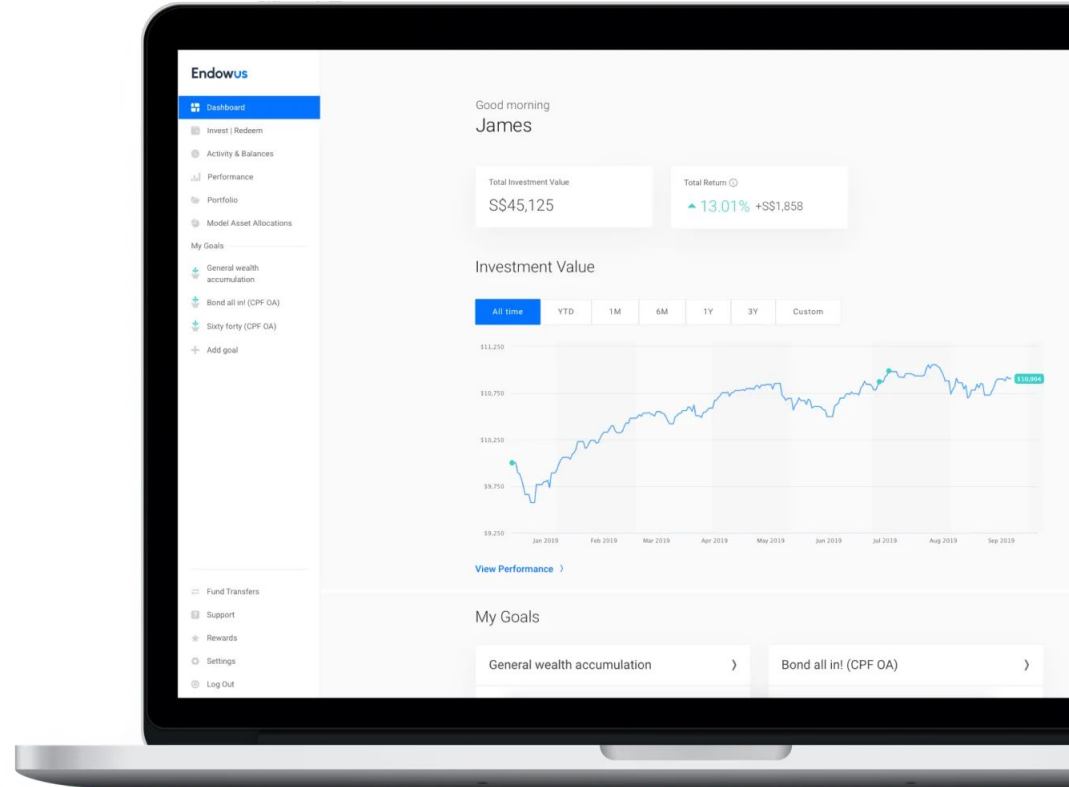 Endowus
Dashboard
Invest | Redeem
Activity & Balances
Performance
Portfolio
Model Asset Allocations
My Goals
General wealth
accumulation
Bond all in! (CPF OA)
Sixty forty (CPF OA)
Add goal
Fund Transfers
Support
Rewards
Settings
Log Out
Good morning
James
Total Investment Value
S$45,125
Total Return
13.01% +S$1,858
Investment Value
All time YTD 1M 6M 1Y 3Y Custom
$11,250
$10,750
$10,250
$9,750
$9,250
$10,904
Jan 2019 Feb 2019 Mar 2019 Apr 2019 May 2019 Jun 2019 Jul 2019 Aug 2019 Sep 2019
View Performance
My Goals
General wealth accumulation
Bond all in! (CPF OA)